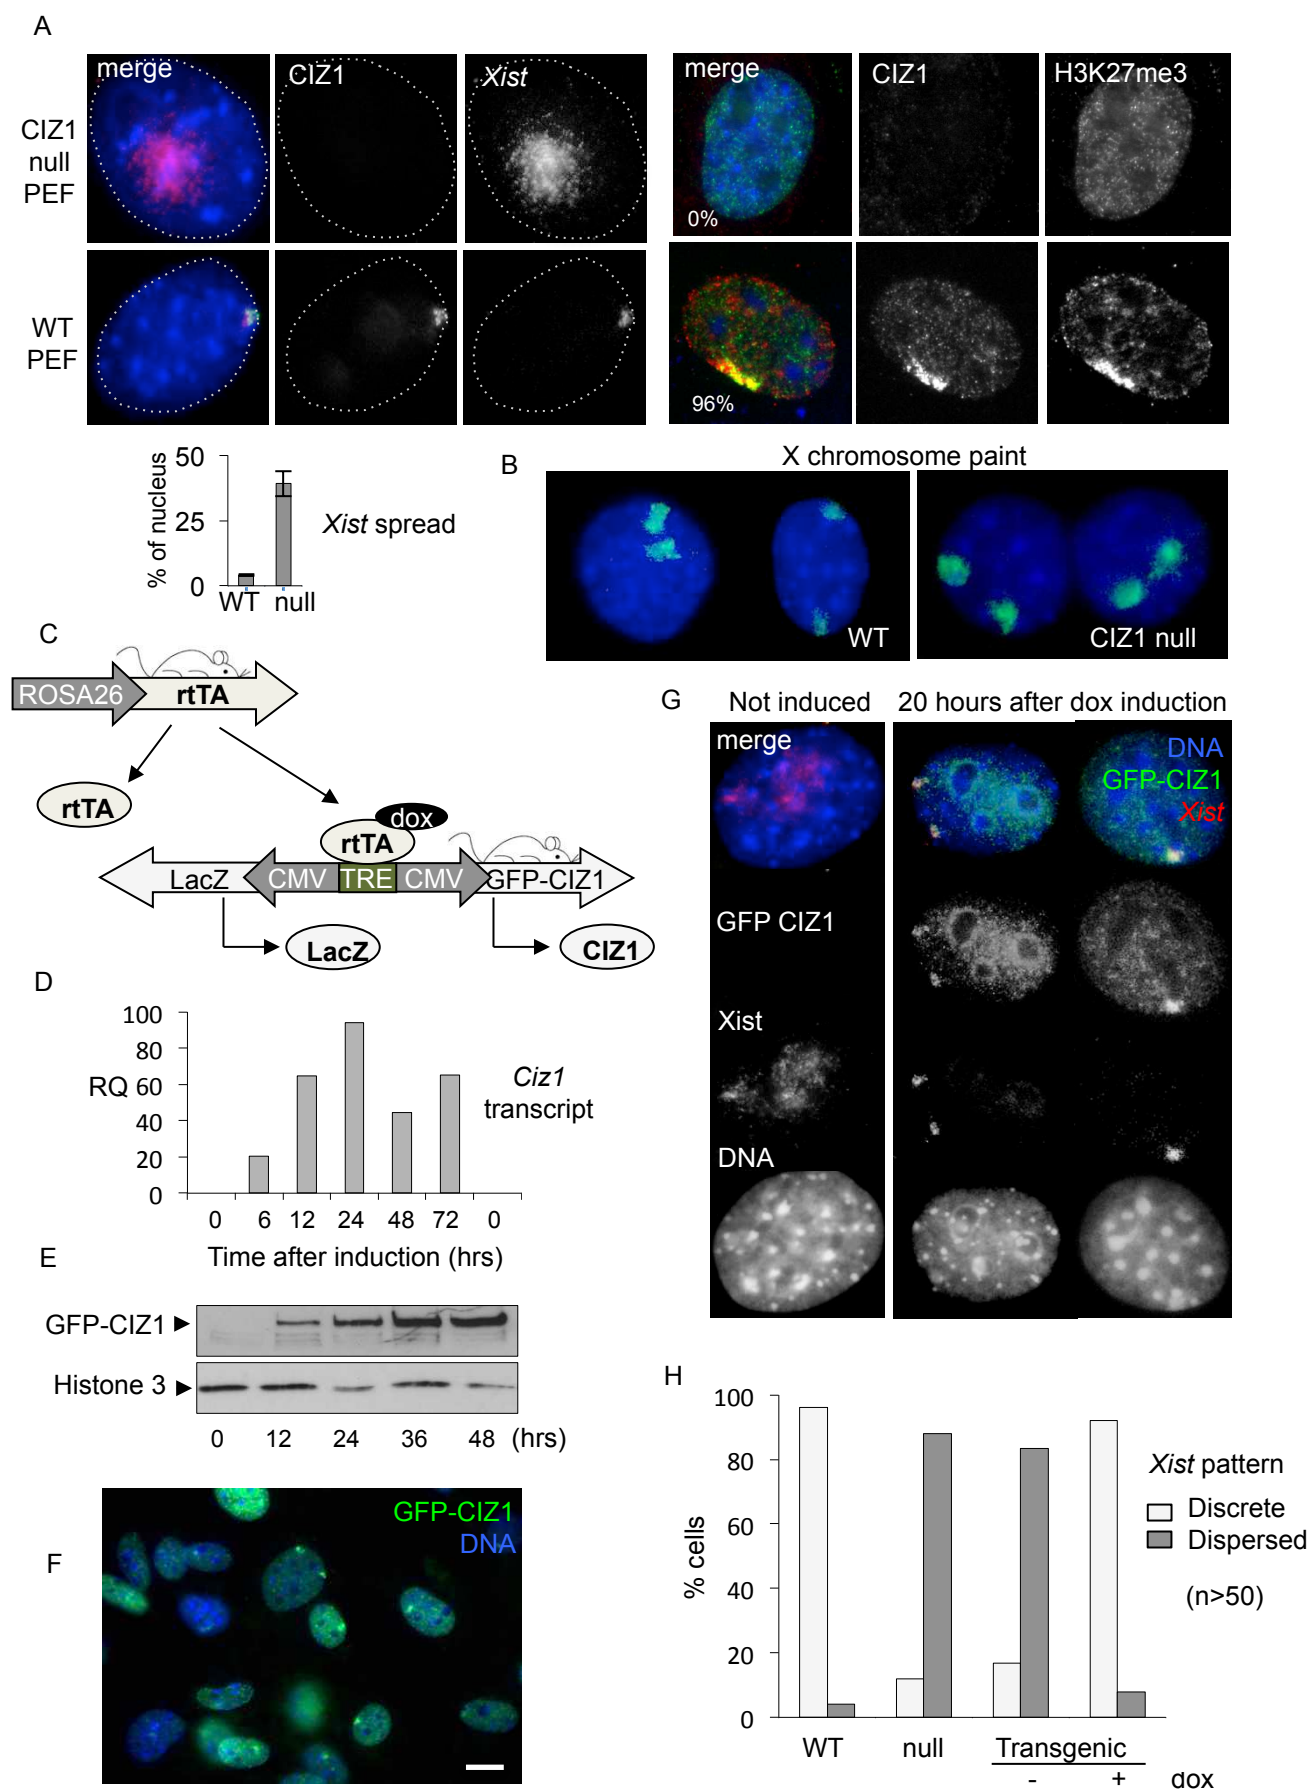 A
merge
CIZ1
Xist
merge
CIZ1
H3K27me3
CIZ1
null
PEF
0%
WT
PEF
96%
50
25
0
% of nucleus
WT
null
Xist spread
B
X chromosome paint
WT
CIZ1 null
C
ROSA26
rtTA
rtTA
dox
rtTA
LacZ
CMV
TRE
CMV
GFP-CIZ1
LacZ
CIZ1
D
100
80
60
40
20
0
RQ
Ciz1
transcript
0 6 12 24 48 72 0
Time after induction (hrs)
E
GFP-CIZ1
Histone 3
0 12 24 36 48 (hrs)
F
GFP-CIZ1
DNA
G
Not induced
20 hours after dox induction
merge
DNA
GFP-CIZ1
Xist
GFP CIZ1
Xist
DNA
H
100
80
60
40
20
0
% cells
Xist pattern
Discrete
Dispersed
(n>50)
WT
null
Transgenic
- + dox